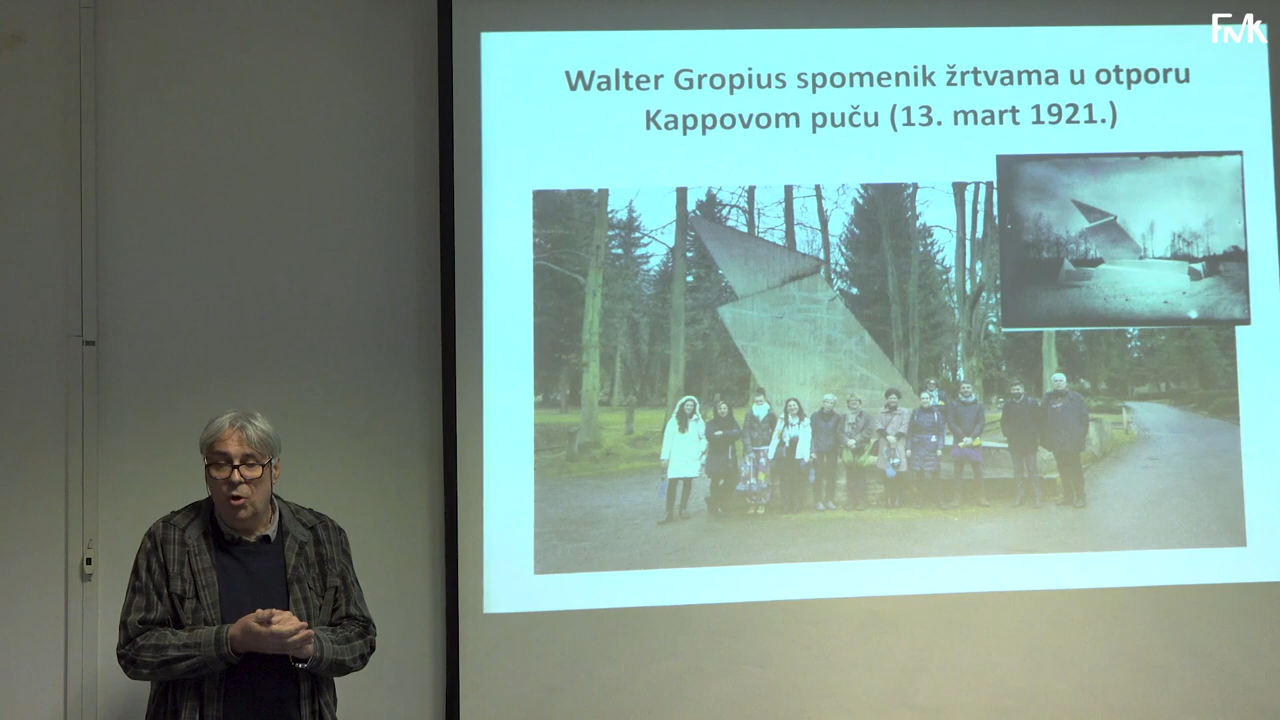 FMK
Walter Gropius spomenik žrtvama u otporu
Kappovom puču (13. mart 1921.)